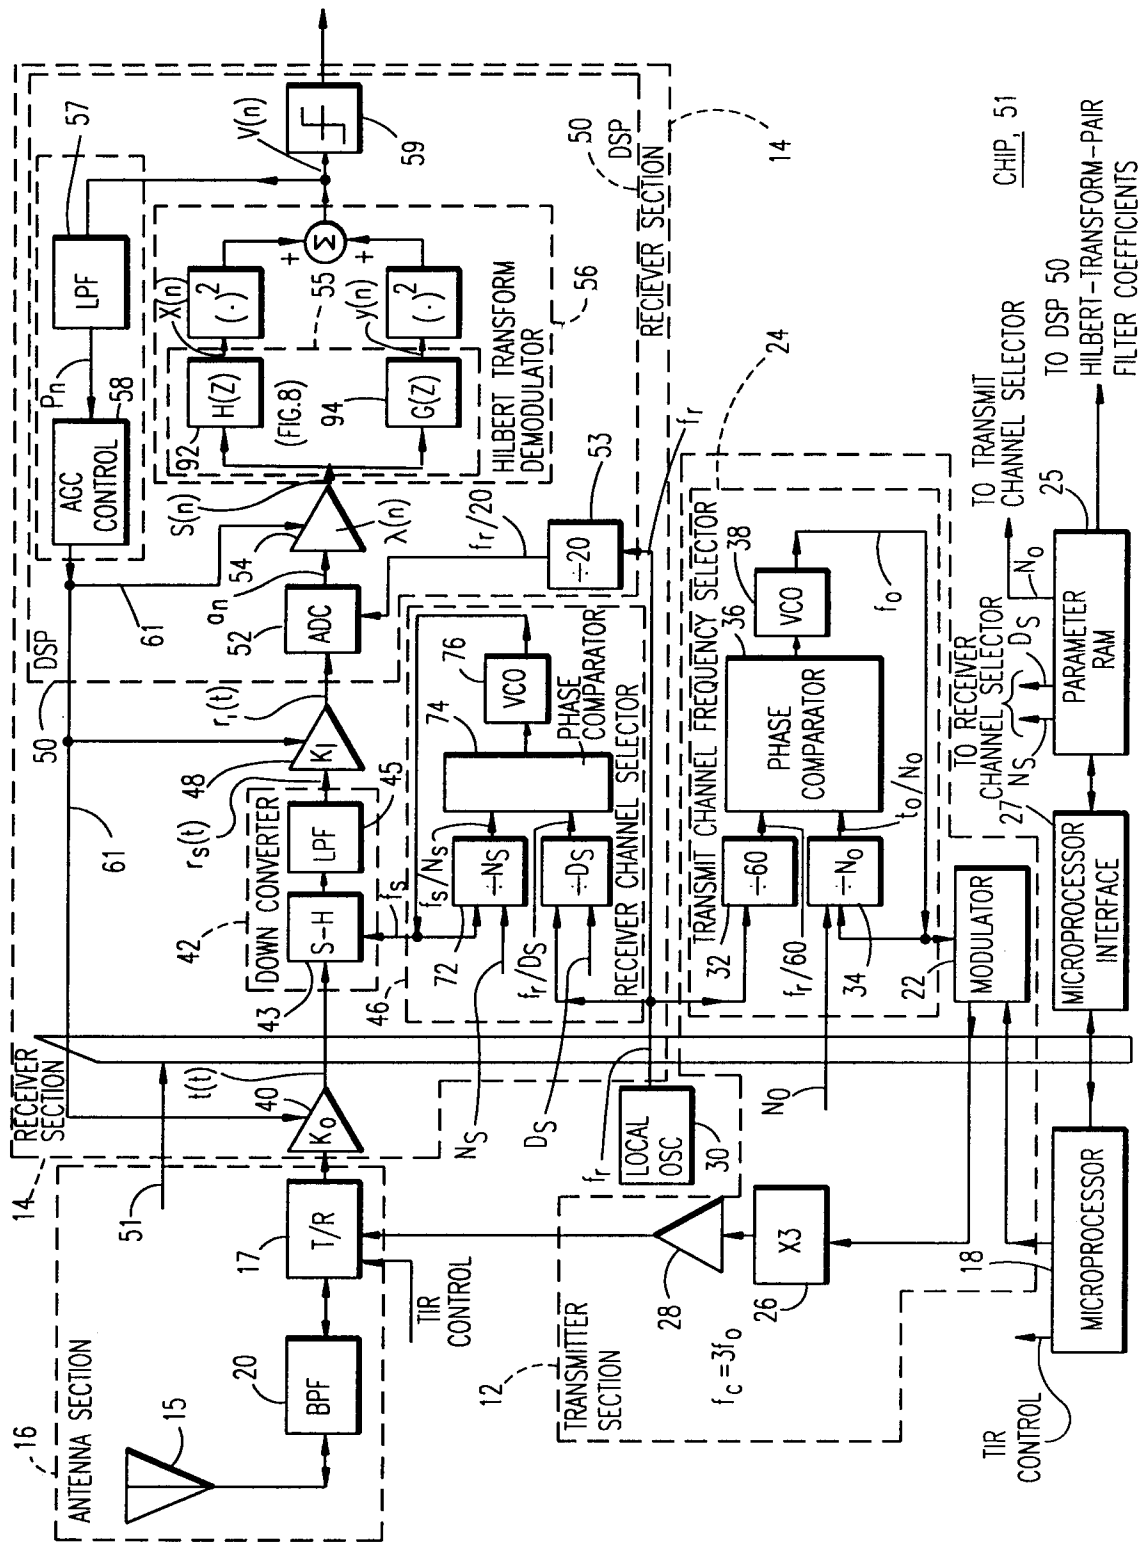 ANTENNA SECTION
16
15
20
BPF
17
T/R
TIR
CONTROL
14
RECEIVER
SECTION
51
t(t)
40
K0
61
42
DOWN CONVERTER
43
S-H
LPF
45
rs(t)
48
K1
r1(t)
50
DSP
61
52
ADC
an
54
λ(n)
S(n)
AGC
CONTROL
58
Pn
LPF
57
92
H(Z)
(FIG.8)
94
G(Z)
X(n)
y(n)
(·)2
(·)2
55
+
+
Σ
V(n)
59
HILBERT TRANSFORM
DEMODULATOR
56
fr/20
÷20
53
fr
50
DSP
RECIEVER SECTION
14
46
fs
72
fs/Ns
÷NS
fr/Ds
÷DS
74
PHASE
COMPARATOR
76
VCO
RECEIVER CHANNEL SELECTOR
NS
DS
fr
LOCAL
OSC
30
TRANSMIT CHANNEL FREQUENCY SELECTOR
24
32
÷60
fr/60
34
÷N0
t0/N0
36
PHASE
COMPARATOR
38
VCO
f0
N0
22
MODULATOR
12
TRANSMITTER
SECTION
fc=3f0
28
26
X3
TIR
CONTROL
18
MICROPROCESSOR
27
MICROPROCESSOR
INTERFACE
TO RECEIVER
CHANNEL SELECTOR
NS
DS
PARAMETER
RAM
25
N0
TO TRANSMIT
CHANNEL SELECTOR
TO DSP 50
HILBERT-TRANSFORM-PAIR
FILTER COEFFICIENTS
CHIP, 51